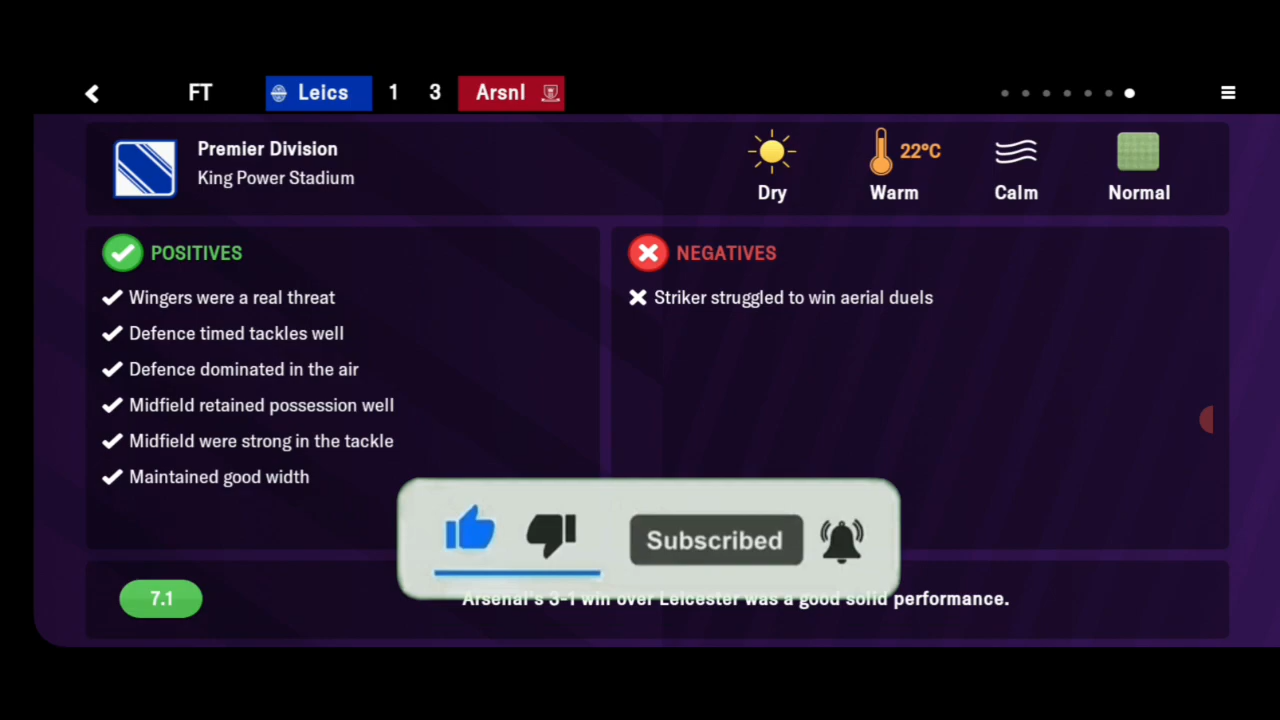 FT Leics 1 3 Arsnl
Premier Division
King Power Stadium
22°C
Dry Warm Calm Normal
POSITIVES
Wingers were a real threat
Defence timed tackles well
Defence dominated in the air
Midfield retained possession well
Midfield were strong in the tackle
Maintained good width
NEGATIVES
Striker struggled to win aerial duels
Subscribed
7.1
Arsenal's 3-1 win over Leicester was a good solid performance.